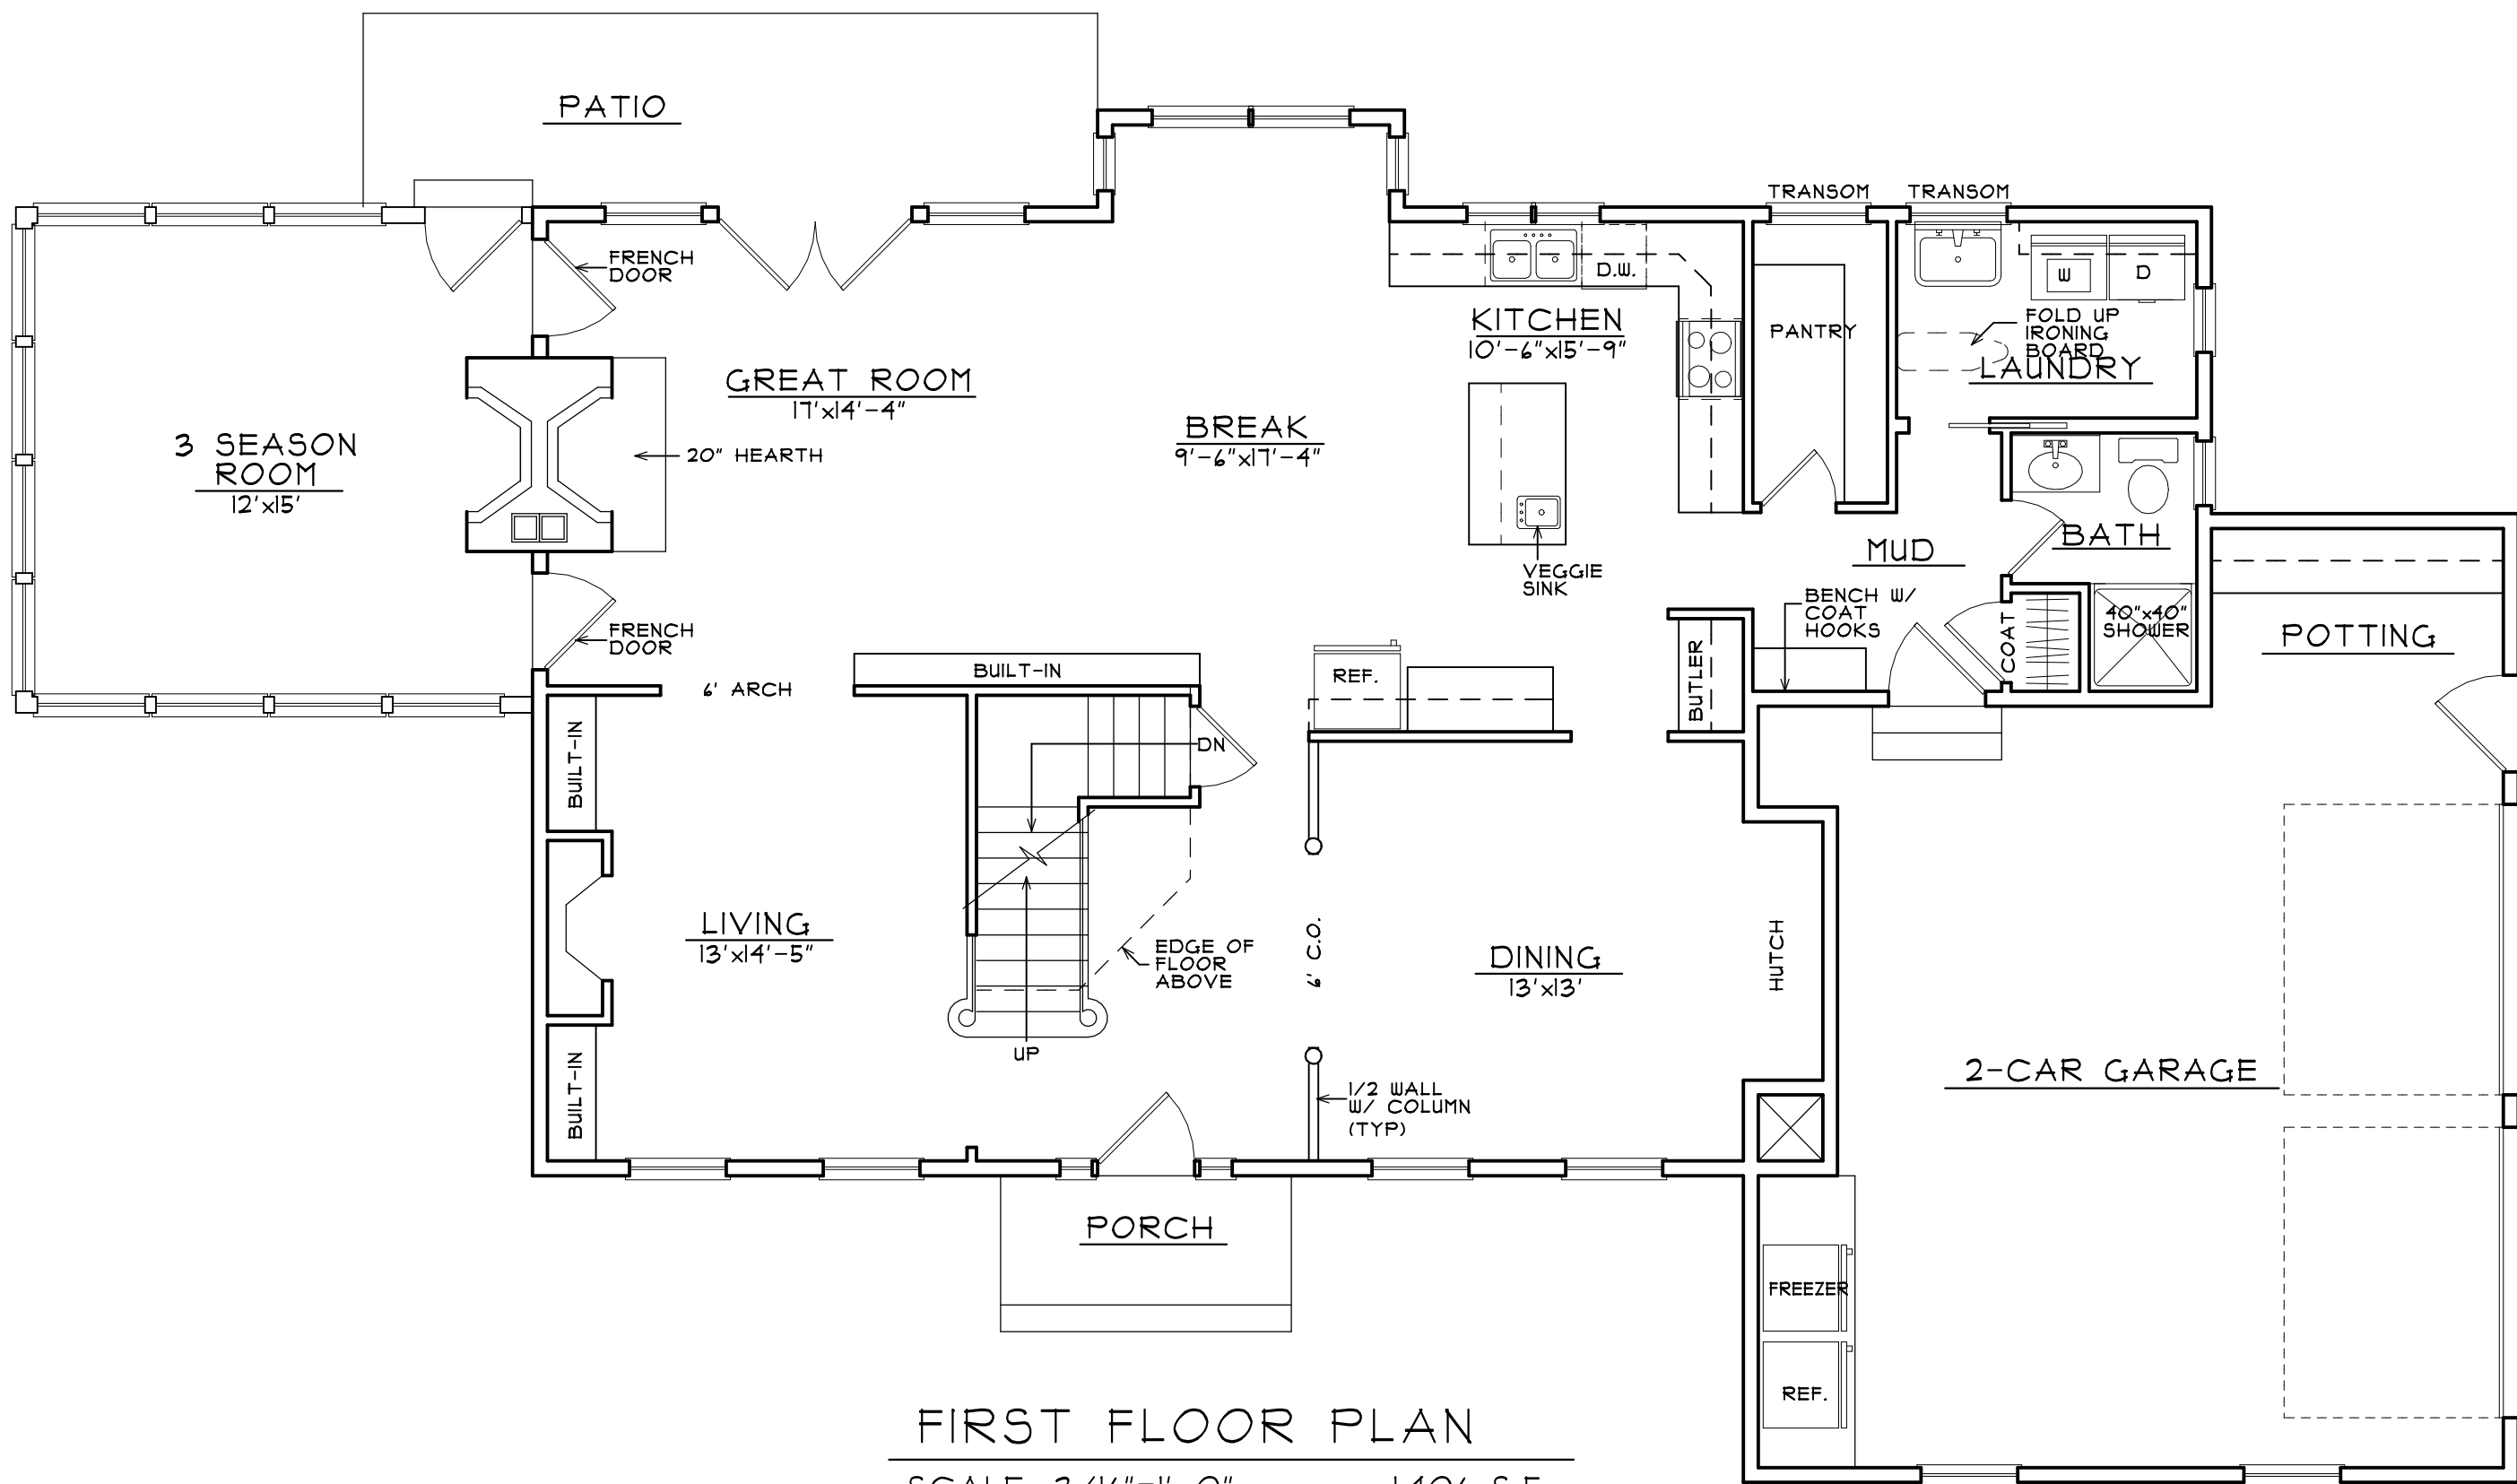 PATIO
TRANSOM
TRANSOM
FRENCH
DOOR
D.W.
W
D
KITCHEN
10'-6"x15'-9"
PANTRY
FOLD UP
IRONING
BOARD
LAUNDRY
GREAT ROOM
17'x14'-4"
BREAK
9'-6"x17'-4"
3 SEASON
ROOM
12'x15'
20" HEARTH
VEGGIE
SINK
MUD
BATH
BENCH W/
COAT
HOOKS
COAT
40"x40"
SHOWER
POTTING
FRENCH
DOOR
BUILT-IN
REF.
BUTLER
6' ARCH
BUILT-IN
DN
LIVING
13'x14'-5"
EDGE OF
FLOOR
ABOVE
6' C.O.
DINING
13'x13'
HUTCH
UP
BUILT-IN
1/2 WALL
W/ COLUMN
(TYP)
2-CAR GARAGE
PORCH
FREEZER
REF.
FIRST FLOOR PLAN